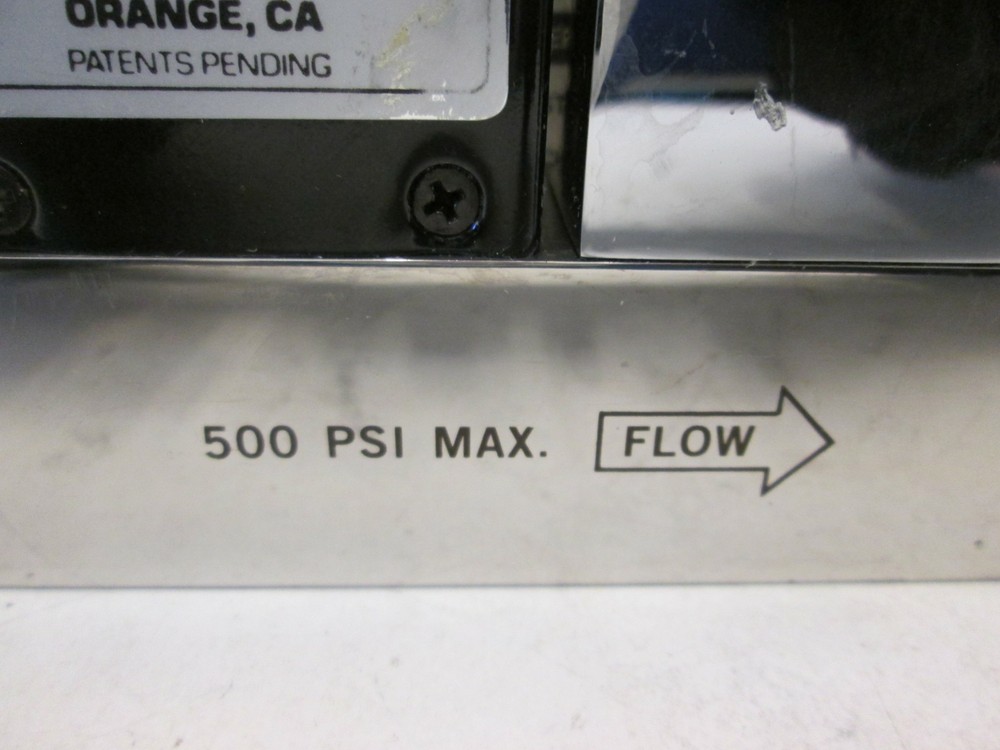 ORANGE, CA
PATENTS PENDING
500 PSI MAX. FLOW